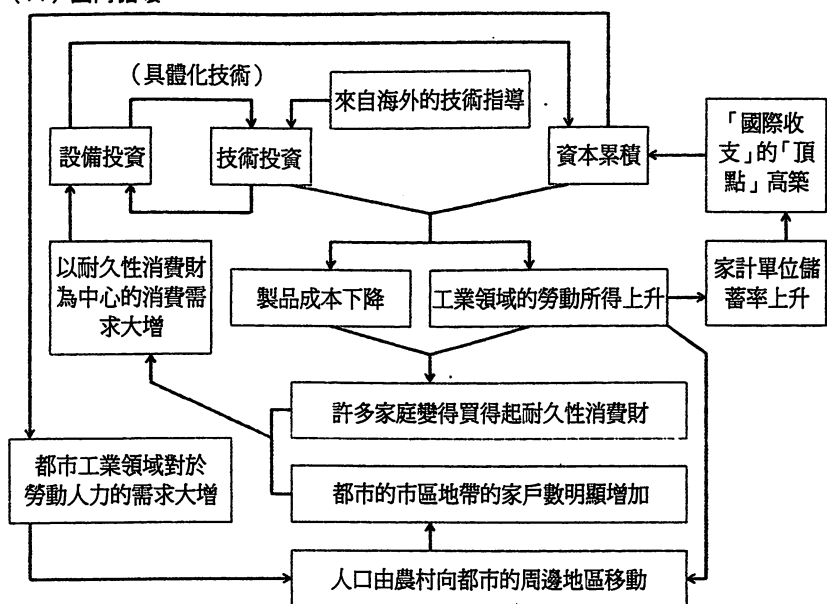 （具體化技術）
來自海外的技術指導
設備投資
技術投資
資本累積
「國際收
支」的「頂
點」高築
以耐久性消費財
為中心的消費需
求大增
製品成本下降
工業領域的勞動所得上升
家計單位儲
蓄率上升
許多家庭變得買得起耐久性消費財
都市工業領域對於
勞動人力的需求大增
都市的市區地帶的家戶數明顯增加
人口由農村向都市的周邊地區移動